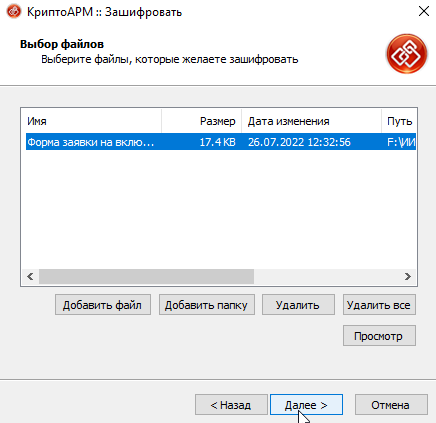 КриптоАРМ :: Зашифровать
Выбор файлов
Выберите файлы, которые желаете зашифровать
Имя Размер Дата изменения Путь
Форма заявки на вклю... 17.4 KB 26.07.2022 12:32:56 F:\ИИ
Добавить файл Добавить папку Удалить Удалить все
Просмотр
< Назад Далее > Отмена